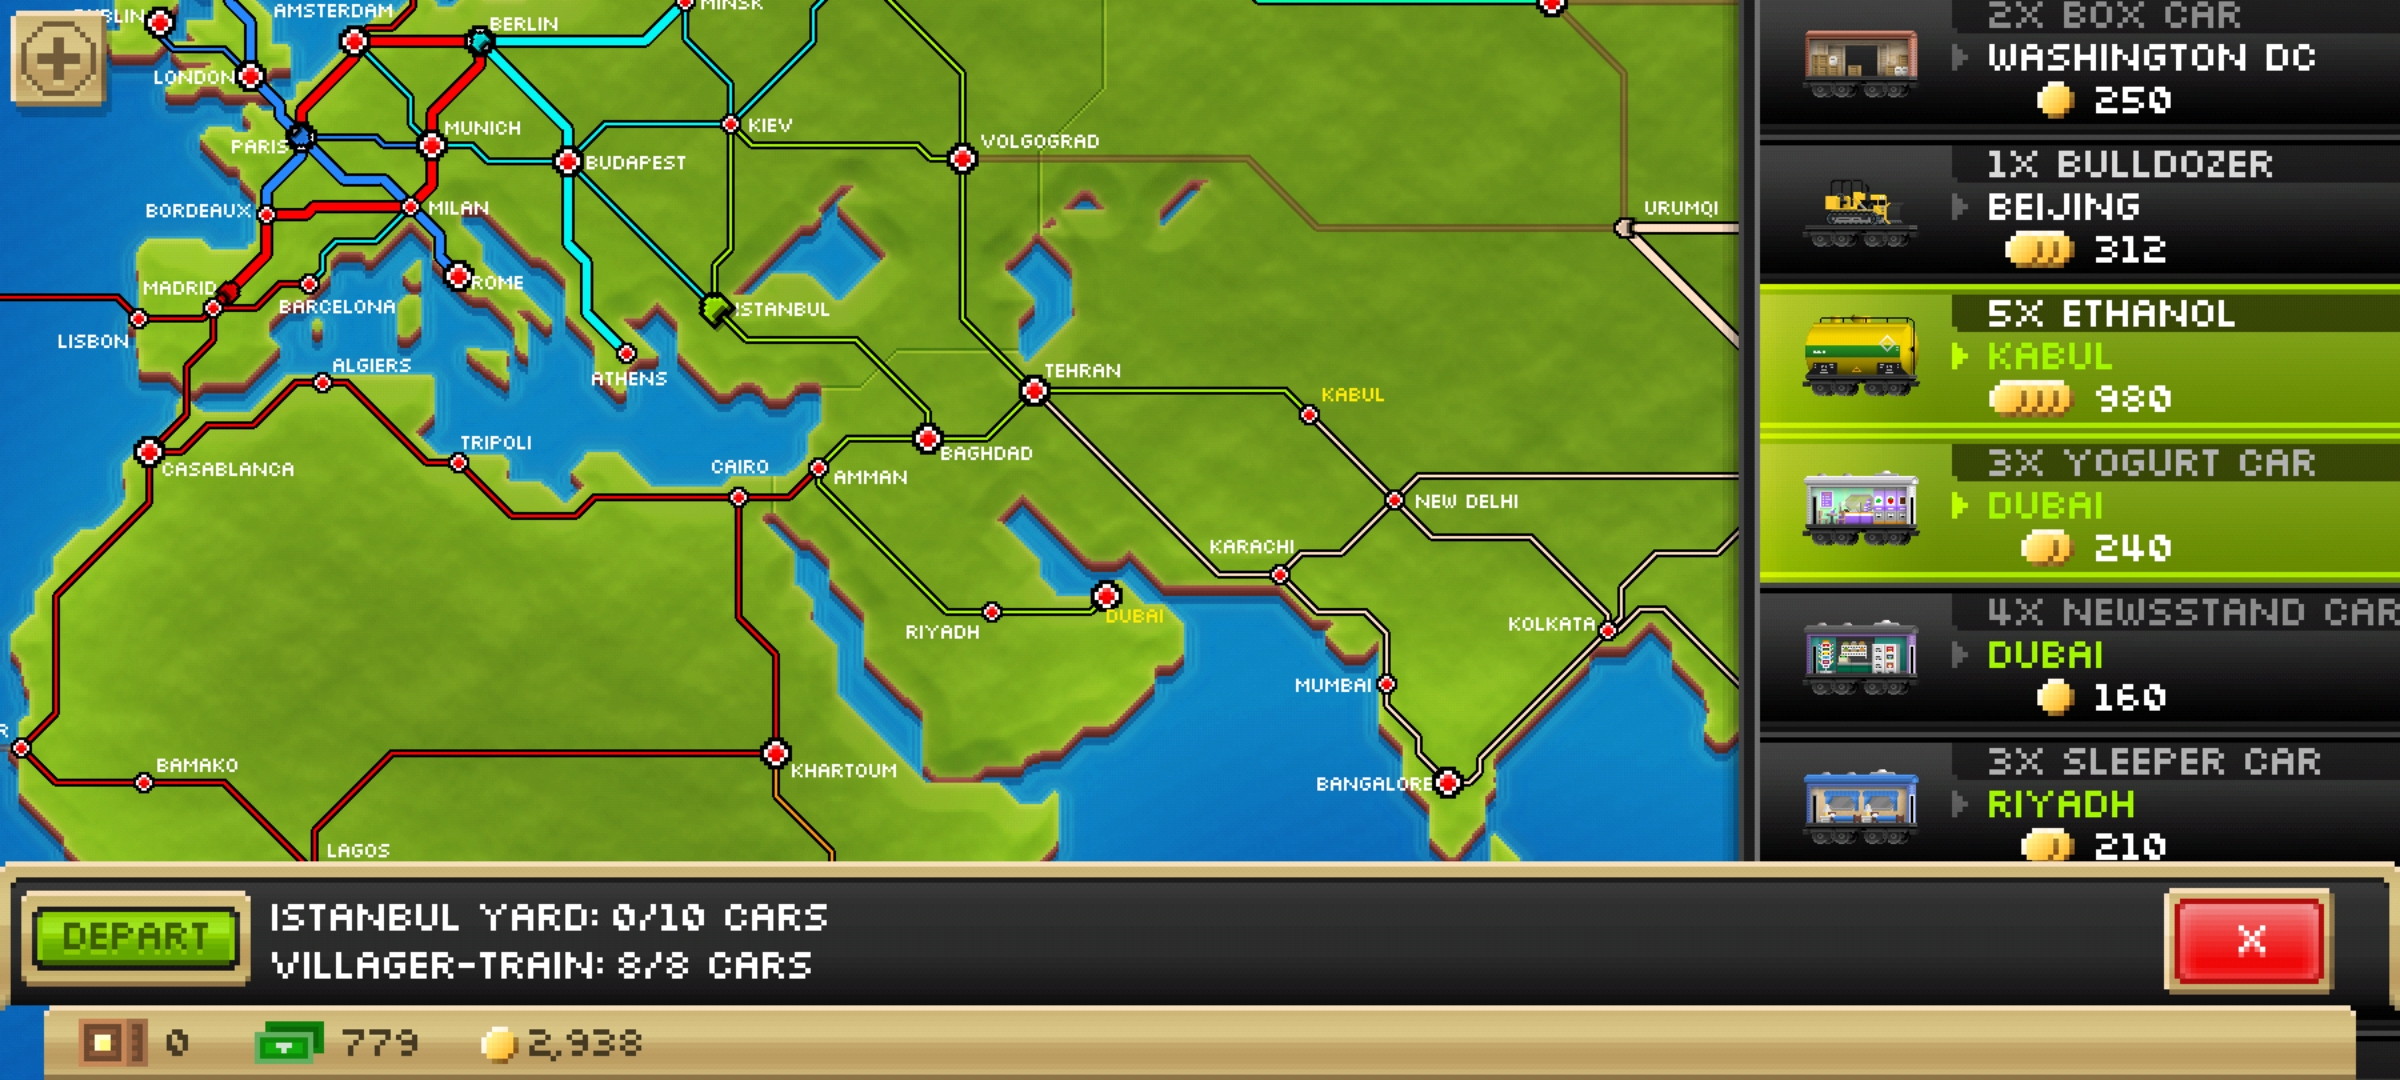 AMSTERDAM
BERLIN
MINSK
LONDON
PARIS
MUNICH
BUDAPEST
KIEV
VOLGOGRAD
BORDEAUX
MILAN
URUMQI
MADRID
ROME
BARCELONA
ISTANBUL
LISBON
ATHENS
ALGIERS
TEHRAN
KABUL
TRIPOLI
CASABLANCA
CAIRO
AMMAN
BAGHDAD
NEW DELHI
KARACHI
RIYADH
DUBAI
KOLKATA
MUMBAI
BAMAKO
KHARTOUM
BANGALORE
LAGOS
2X BOX CAR
WASHINGTON DC
250
1X BULLDOZER
BEIJING
312
5X ETHANOL
KABUL
980
3X YOGURT CAR
DUBAI
240
4X NEWSSTAND CAR
DUBAI
160
3X SLEEPER CAR
RIYADH
210
DEPART
ISTANBUL YARD: 0/10 CARS
VILLAGER-TRAIN: 8/8 CARS
X
0
779
2,938